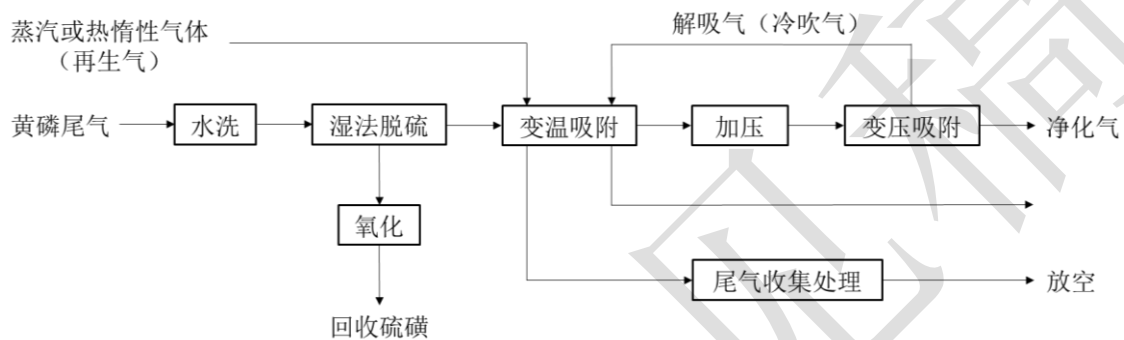 蒸汽或热惰性气体
（再生气）
解吸气（冷吹气）
黄磷尾气
水洗
湿法脱硫
变温吸附
加压
变压吸附
净化气
氧化
尾气收集处理
放空
回收硫磺
见稿